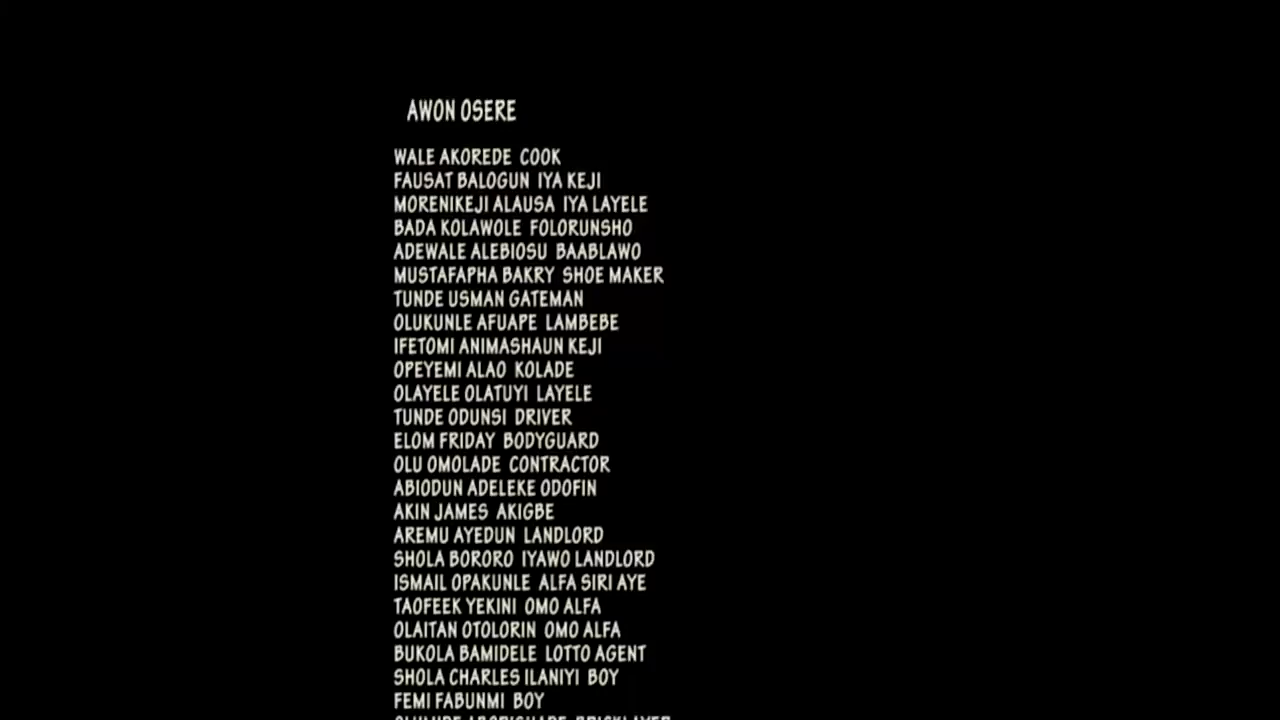 AWON OSERE
WALE AKOREDE COOK
FAUSAT BALOGUN IYA KEJI
MORENIKEJI ALAUSA IYA LAYELE
BADA KOLAWOLE FOLORUNSHO
ADEWALE ALEBIOSU BAABLAWO
MUSTAFAPHA BAKRY SHOE MAKER
TUNDE USMAN GATEMAN
OLUKUNLE AFUAPE LAMBEBE
IFETOMI ANIMASHAUN KEJI
OPEYEMI ALAO KOLADE
OLAYELE OLATUYI LAYELE
TUNDE ODUNSI DRIVER
ELOM FRIDAY BODYGUARD
OLU OMOLADE CONTRACTOR
ABIODUN ADELEKE ODOFIN
AKIN JAMES AKIGBE
AREMU AYEDUN LANDLORD
SHOLA BORORO IYAWO LANDLORD
ISMAIL OPAKUNLE ALFA SIRI AYE
TAOFEEK YEKINI OMO ALFA
OLAITAN OTOLORIN OMO ALFA
BUKOLA BAMIDELE LOTTO AGENT
SHOLA CHARLES ILANIYI BOY
FEMI FABUNMI BOY